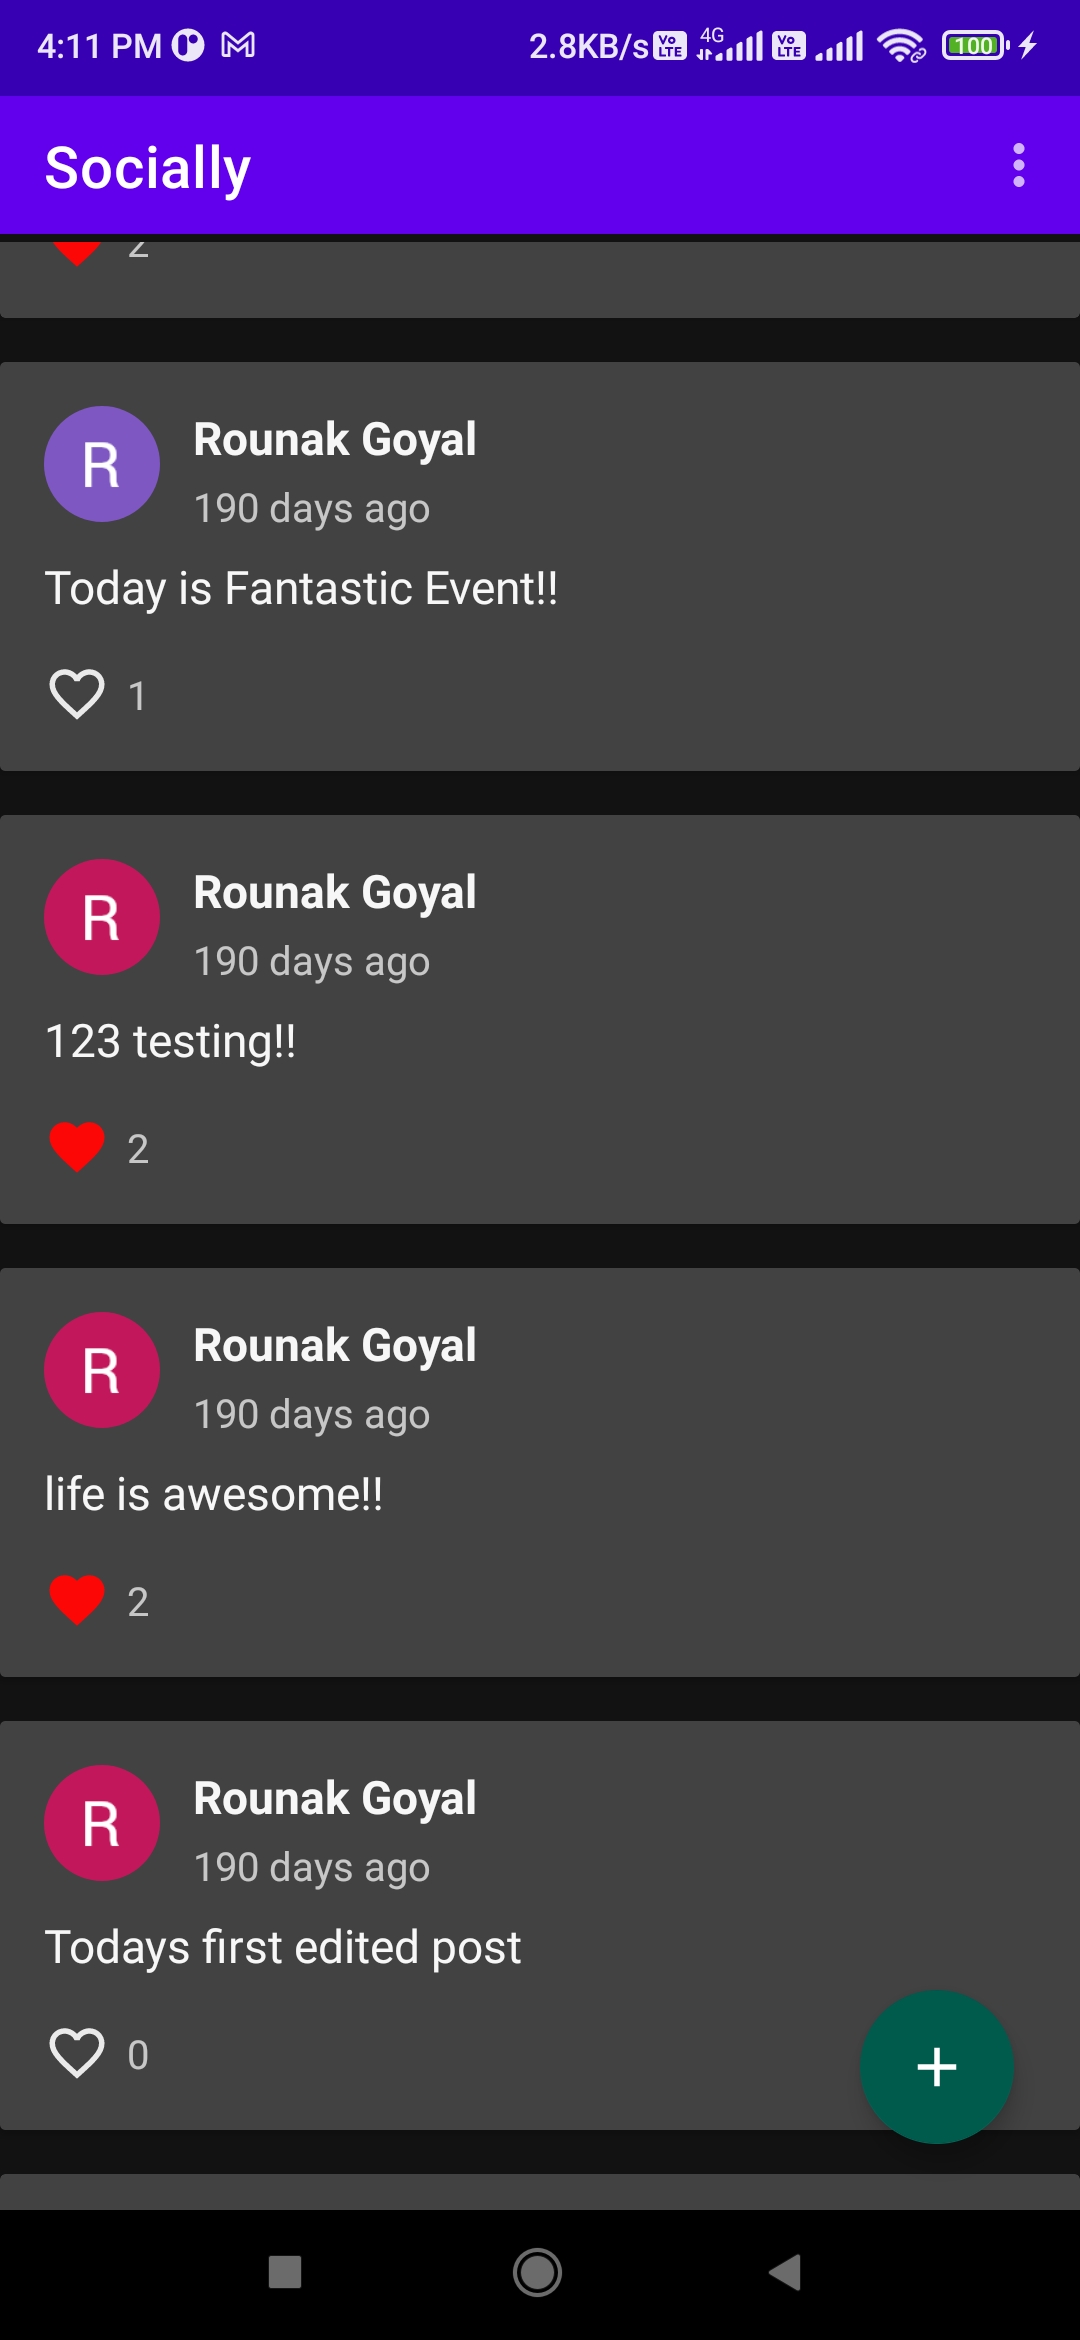 4:11 PM 2.8KB/s Vo LTE 4G Vo LTE 100
Socially
2
R Rounak Goyal
190 days ago
Today is Fantastic Event!!
1
R Rounak Goyal
190 days ago
123 testing!!
2
R Rounak Goyal
190 days ago
life is awesome!!
2
R Rounak Goyal
190 days ago
Todays first edited post
0